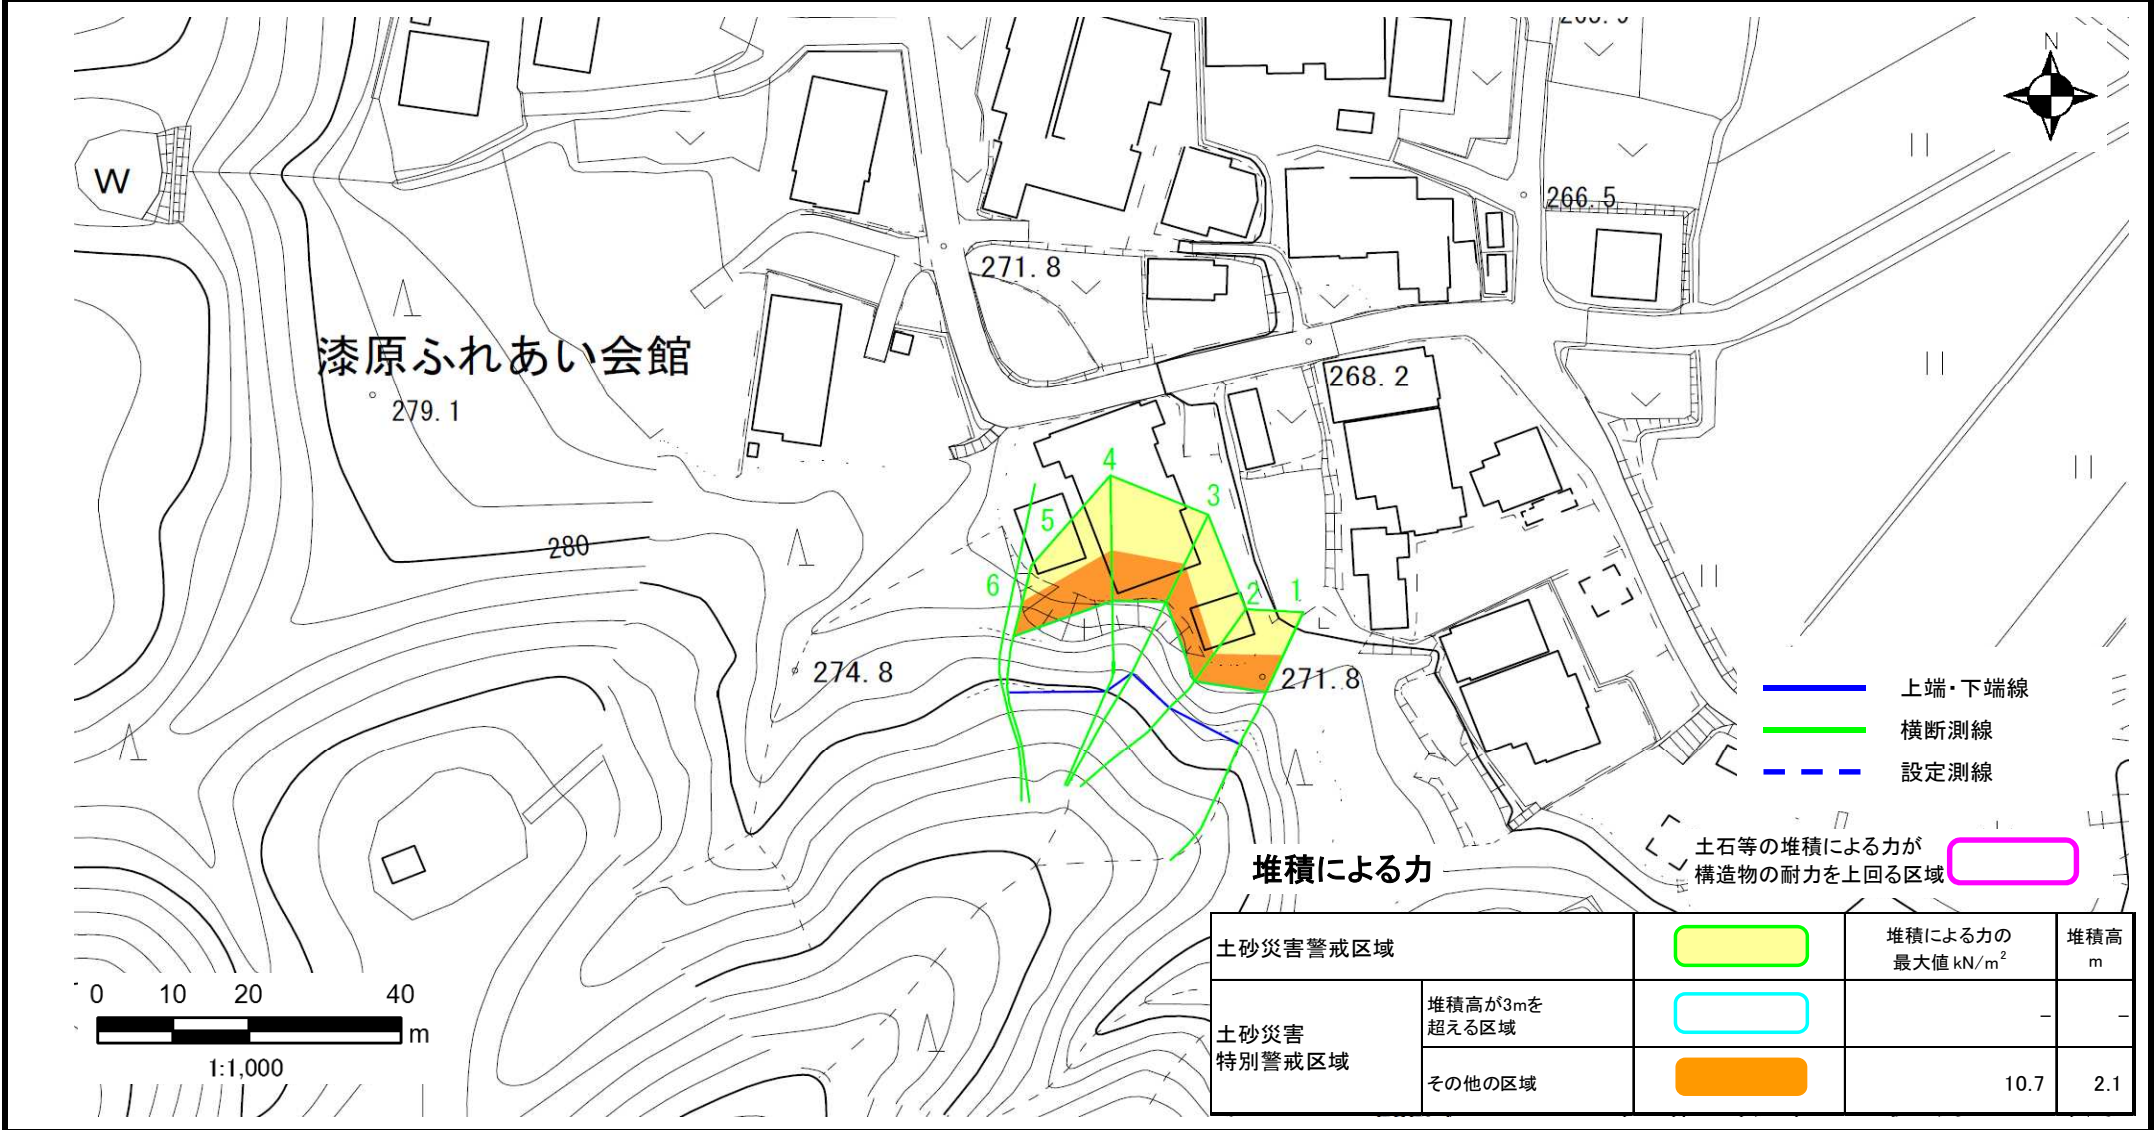 N
W
266.5
271.8
漆原ふれあい会館
279.1
268.2
4
3
5
280
6
2
1
274.8
271.8
上端・下端線
横断測線
設定測線
土石等の堆積による力が
構造物の耐力を上回る区域
堆積による力
土砂災害警戒区域
堆積による力の
最大値 kN/m²
堆積高
m
土砂災害
特別警戒区域
堆積高が3mを
超える区域
－
－
その他の区域
10.7
2.1
0 10 20 40
m
1:1,000